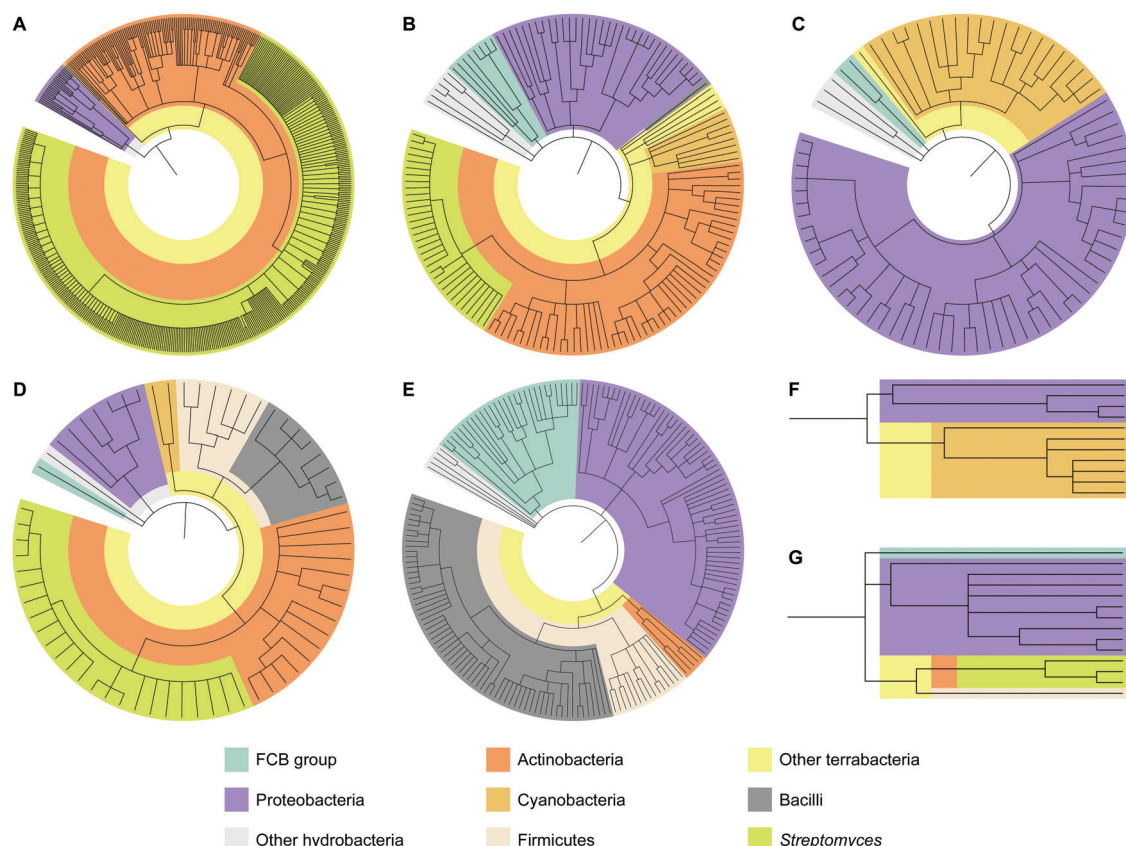 A
B
C
D
E
F
G
FCB group
Actinobacteria
Other terrabacteria
Proteobacteria
Cyanobacteria
Bacilli
Other hydrobacteria
Firmicutes
Streptomyces